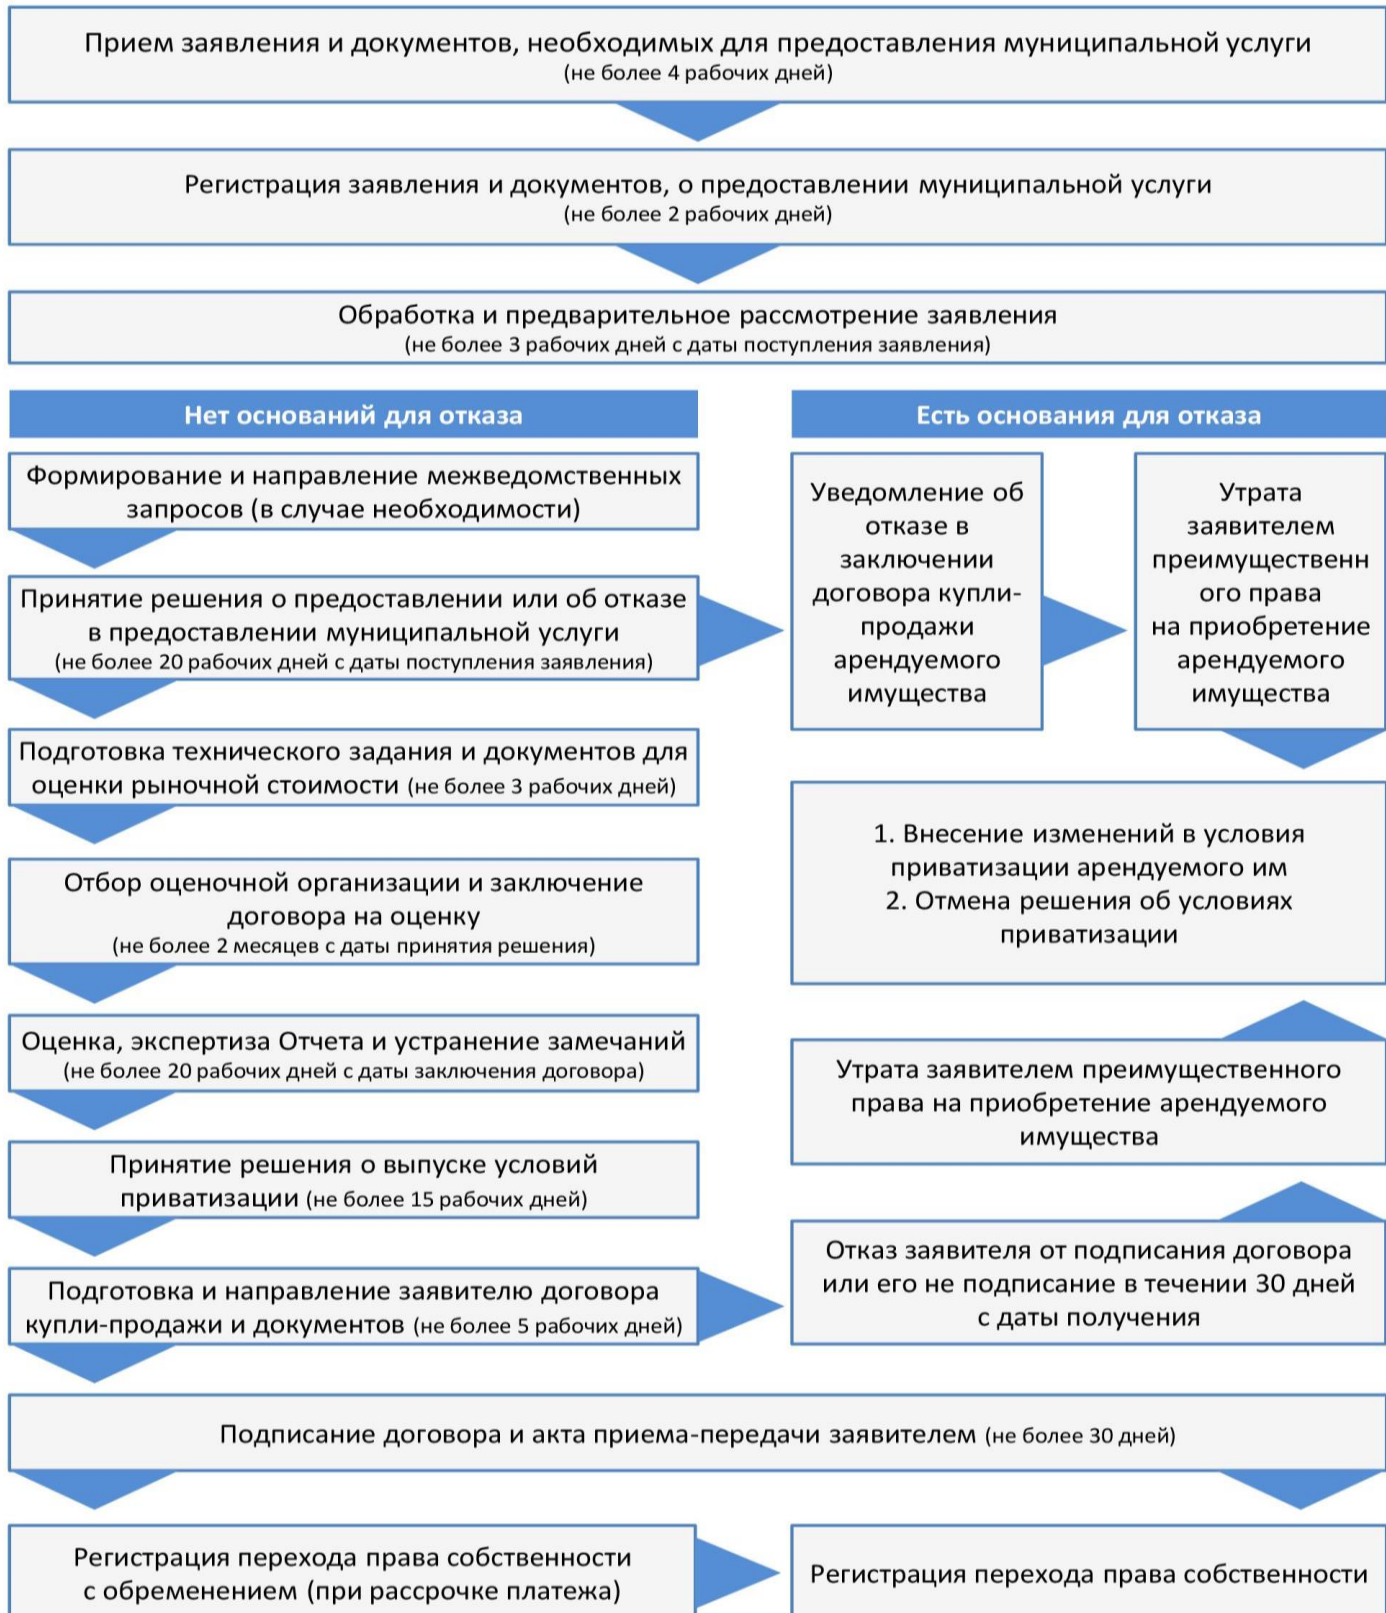 Прием заявления и документов, необходимых для предоставления муниципальной услуги
(не более 4 рабочих дней)
Регистрация заявления и документов, о предоставлении муниципальной услуги
(не более 2 рабочих дней)
Обработка и предварительное рассмотрение заявления
(не более 3 рабочих дней с даты поступления заявления)
Нет оснований для отказа
Формирование и направление межведомственных
запросов (в случае необходимости)
Принятие решения о предоставлении или об отказе
в предоставлении муниципальной услуги
(не более 20 рабочих дней с даты поступления заявления)
Подготовка технического задания и документов для
оценки рыночной стоимости (не более 3 рабочих дней)
Отбор оценочной организации и заключение
договора на оценку
(не более 2 месяцев с даты принятия решения)
Оценка, экспертиза Отчета и устранение замечаний
(не более 20 рабочих дней с даты заключения договора)
Принятие решения о выпуске условий
приватизации (не более 15 рабочих дней)
Подготовка и направление заявителю договора
купли-продажи и документов (не более 5 рабочих дней)
Есть основания для отказа
Уведомление об
отказе в
заключении
договора купли-
продажи
арендуемого
имущества
Утрата
заявителем
преимущественн
ого права
на приобретение
арендуемого
имущества
1. Внесение изменений в условия
приватизации арендуемого им
2. Отмена решения об условиях
приватизации
Утрата заявителем преимущественного
права на приобретение арендуемого
имущества
Отказ заявителя от подписания договора
или его не подписание в течении 30 дней
с даты получения
Подписание договора и акта приема-передачи заявителем (не более 30 дней)
Регистрация перехода права собственности
с обременением (при рассрочке платежа)
Регистрация перехода права собственности